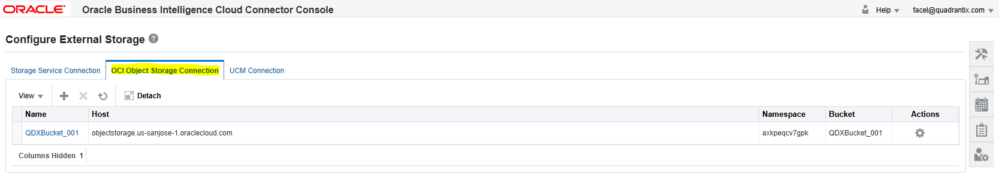 ORACLE Oracle Business Intelligence Cloud Connector Console Help facel@quadrantix.com
Configure External Storage ?
Storage Service Connection OCI Object Storage Connection UCM Connection
View Detach
Name Host Namespace Bucket Actions
QDXBucket_001 objectstorage.us-sanjose-1.oraclecloud.com axkpeqcv7gpk QDXBucket_001
Columns Hidden 1